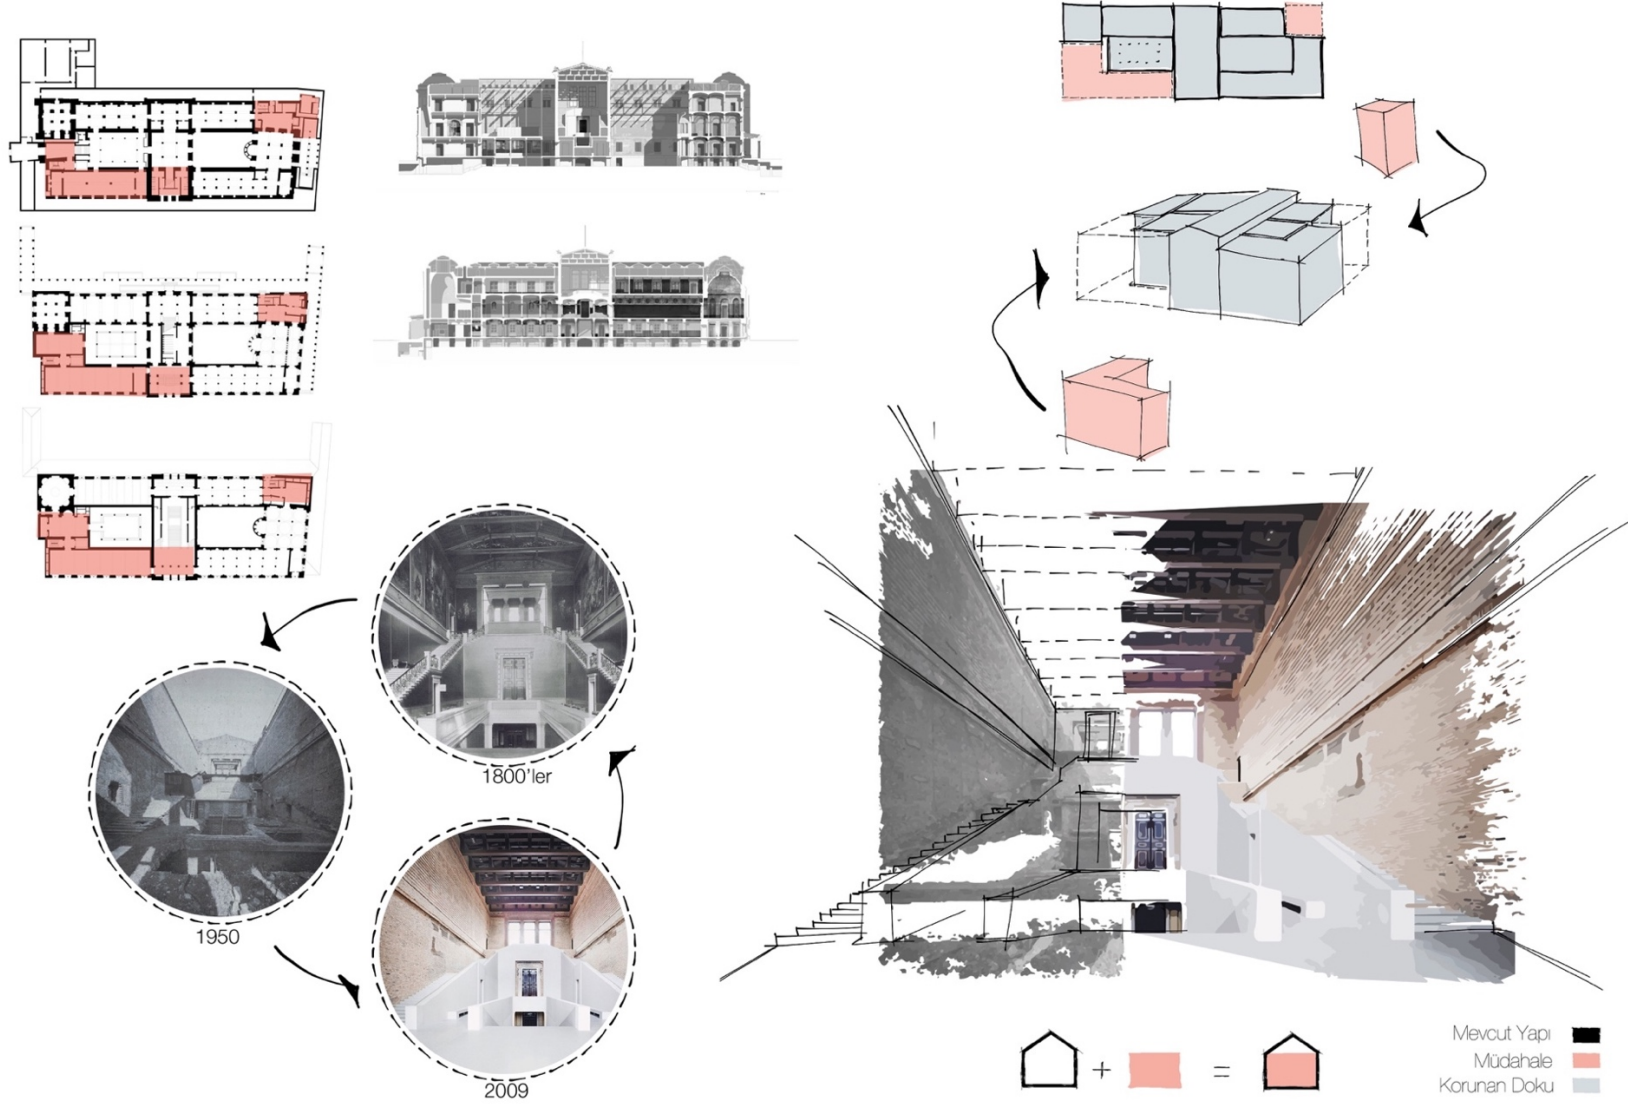 1800'ler
1950
2009
+
=
Mevcut Yapı
Müdahale
Korunan Doku